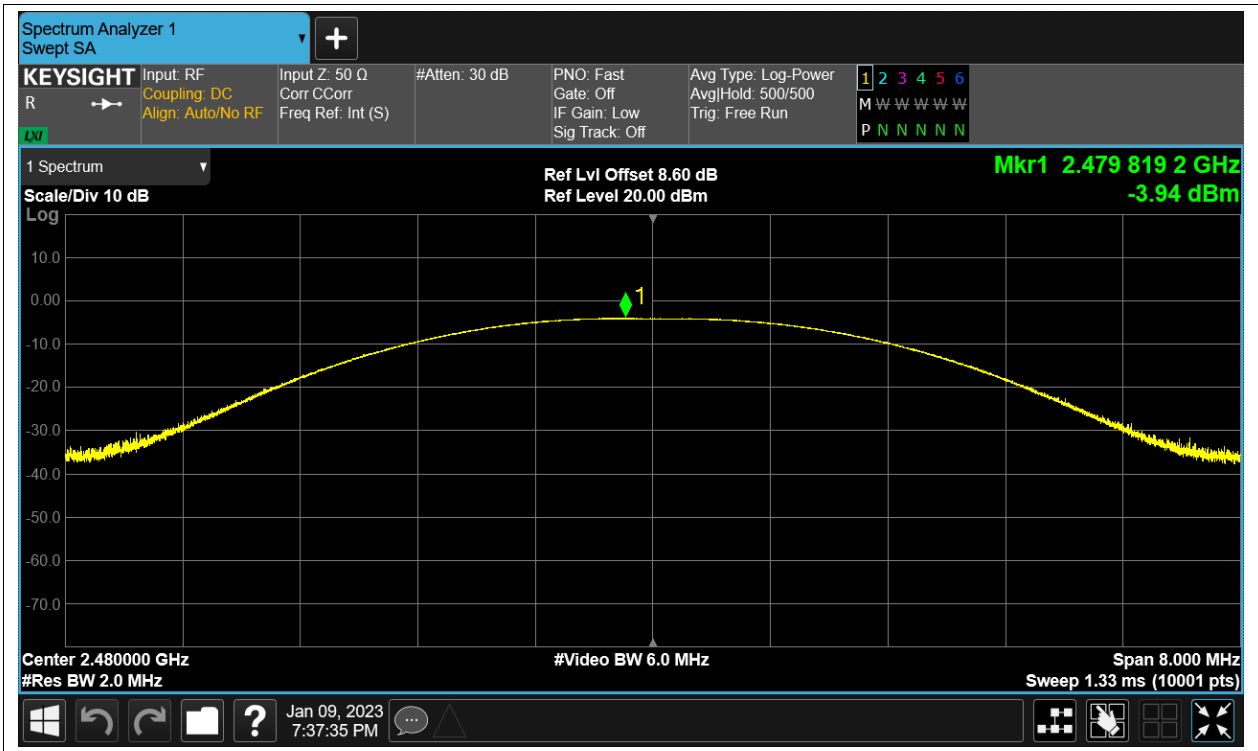 Spectrum Analyzer 1
Swept SA
KEYSIGHT
R
LXI
Input: RF
Coupling: DC
Align: Auto/No RF
Input Z: 50 Ω
Corr CCorr
Freq Ref: Int (S)
#Atten: 30 dB
PNO: Fast
Gate: Off
IF Gain: Low
Sig Track: Off
Avg Type: Log-Power
Avg|Hold: 500/500
Trig: Free Run
1 2 3 4 5 6
M W W W W W
P N N N N N
1 Spectrum
Scale/Div 10 dB
Log
Ref Lvl Offset 8.60 dB
Ref Level 20.00 dBm
Mkr1 2.479 819 2 GHz
-3.94 dBm
10.0
0.00
1
-10.0
-20.0
-30.0
-40.0
-50.0
-60.0
-70.0
Center 2.480000 GHz
#Res BW 2.0 MHz
#Video BW 6.0 MHz
Span 8.000 MHz
Sweep 1.33 ms (10001 pts)
?
Jan 09, 2023
7:37:35 PM